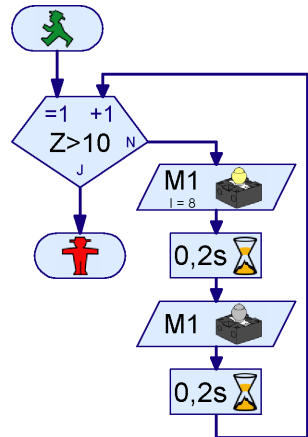 =1 +1
Z>10
N
J
M1
I = 8
0,2s
M1
0,2s